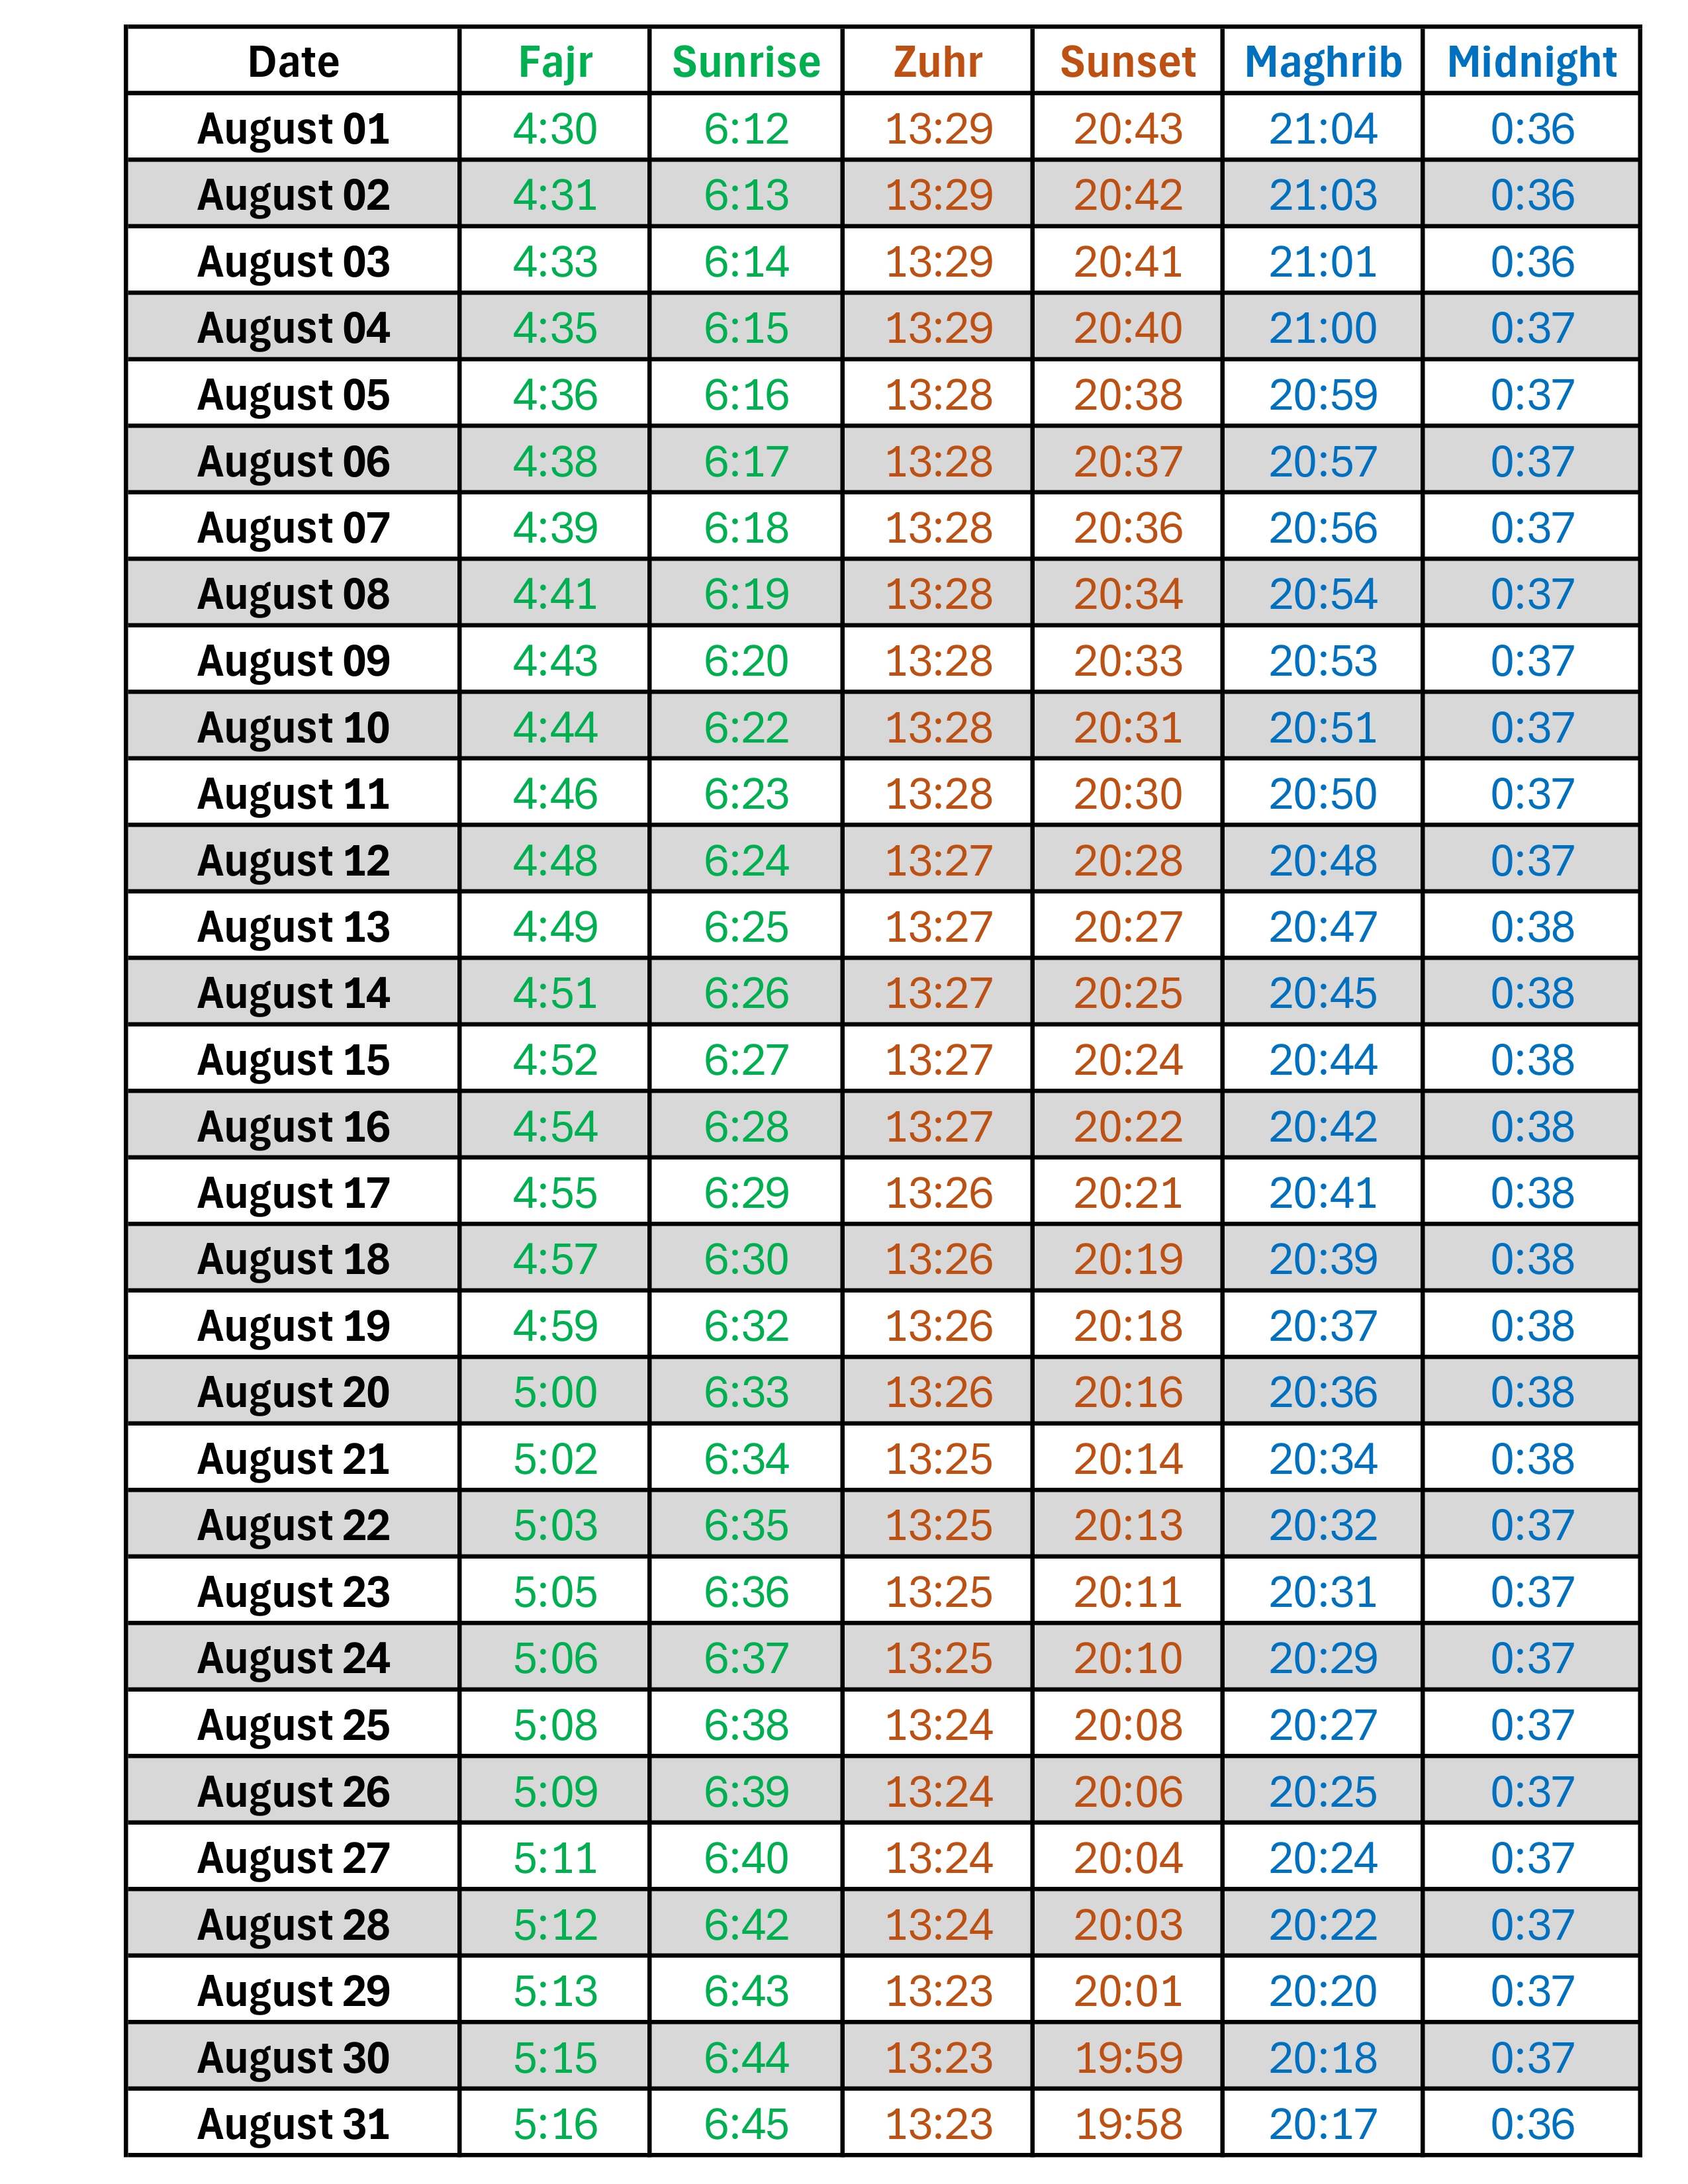 Date Fajr Sunrise Zuhr Sunset Maghrib Midnight
August 01 4:30 6:12 13:29 20:43 21:04 0:36
August 02 4:31 6:13 13:29 20:42 21:03 0:36
August 03 4:33 6:14 13:29 20:41 21:01 0:36
August 04 4:35 6:15 13:29 20:40 21:00 0:37
August 05 4:36 6:16 13:28 20:38 20:59 0:37
August 06 4:38 6:17 13:28 20:37 20:57 0:37
August 07 4:39 6:18 13:28 20:36 20:56 0:37
August 08 4:41 6:19 13:28 20:34 20:54 0:37
August 09 4:43 6:20 13:28 20:33 20:53 0:37
August 10 4:44 6:22 13:28 20:31 20:51 0:37
August 11 4:46 6:23 13:28 20:30 20:50 0:37
August 12 4:48 6:24 13:27 20:28 20:48 0:37
August 13 4:49 6:25 13:27 20:27 20:47 0:38
August 14 4:51 6:26 13:27 20:25 20:45 0:38
August 15 4:52 6:27 13:27 20:24 20:44 0:38
August 16 4:54 6:28 13:27 20:22 20:42 0:38
August 17 4:55 6:29 13:26 20:21 20:41 0:38
August 18 4:57 6:30 13:26 20:19 20:39 0:38
August 19 4:59 6:32 13:26 20:18 20:37 0:38
August 20 5:00 6:33 13:26 20:16 20:36 0:38
August 21 5:02 6:34 13:25 20:14 20:34 0:38
August 22 5:03 6:35 13:25 20:13 20:32 0:37
August 23 5:05 6:36 13:25 20:11 20:31 0:37
August 24 5:06 6:37 13:25 20:10 20:29 0:37
August 25 5:08 6:38 13:24 20:08 20:27 0:37
August 26 5:09 6:39 13:24 20:06 20:25 0:37
August 27 5:11 6:40 13:24 20:04 20:24 0:37
August 28 5:12 6:42 13:24 20:03 20:22 0:37
August 29 5:13 6:43 13:23 20:01 20:20 0:37
August 30 5:15 6:44 13:23 19:59 20:18 0:37
August 31 5:16 6:45 13:23 19:58 20:17 0:36